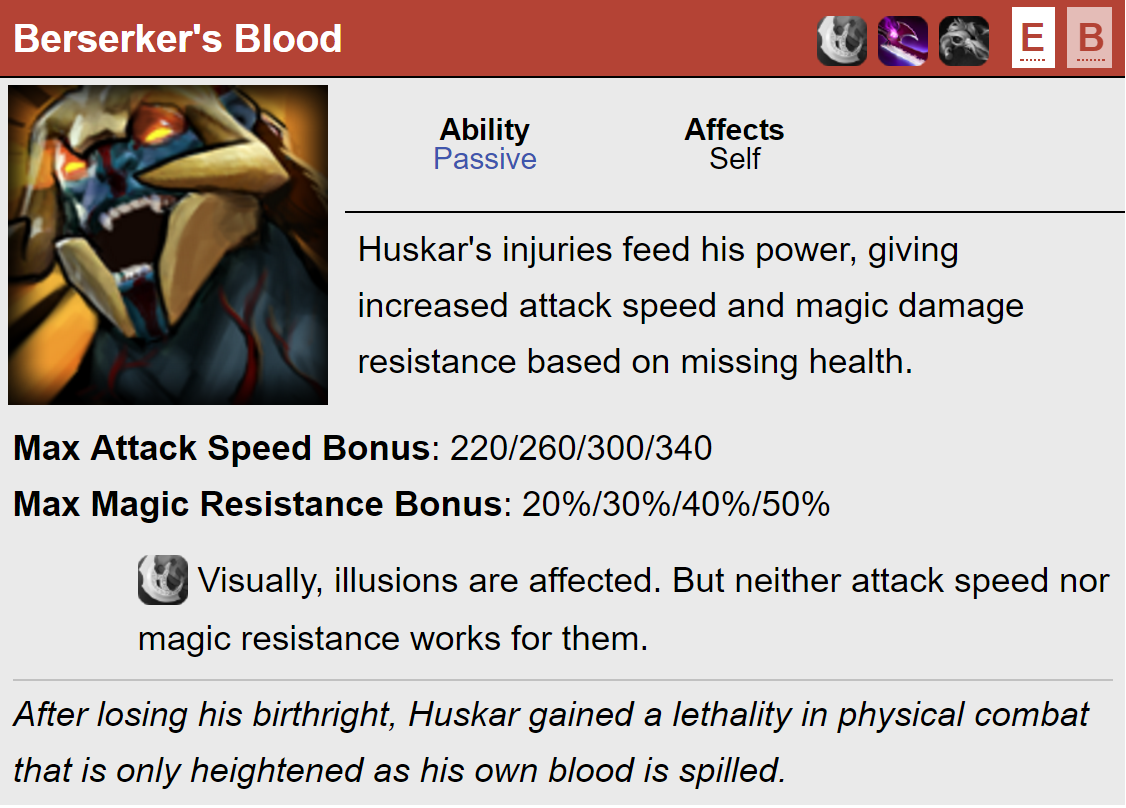 Berserker's Blood
E B
Ability
Passive
Affects
Self
Huskar's injuries feed his power, giving
increased attack speed and magic damage
resistance based on missing health.
Max Attack Speed Bonus: 220/260/300/340
Max Magic Resistance Bonus: 20%/30%/40%/50%
Visually, illusions are affected. But neither attack speed nor
magic resistance works for them.
After losing his birthright, Huskar gained a lethality in physical combat
that is only heightened as his own blood is spilled.